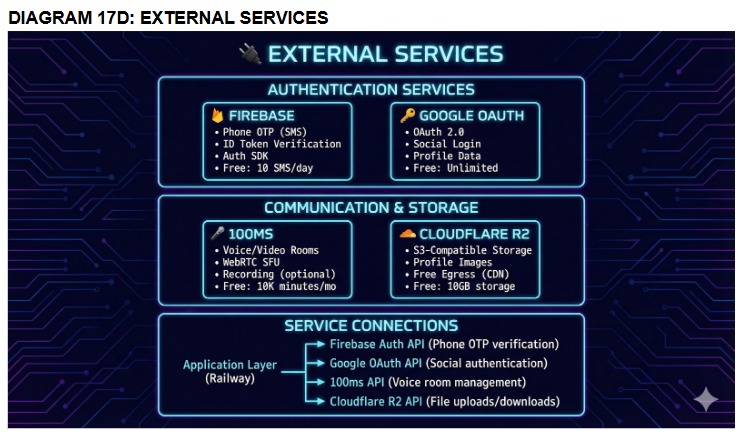 DIAGRAM 17D: EXTERNAL SERVICES
EXTERNAL SERVICES
AUTHENTICATION SERVICES
FIREBASE
• Phone OTP (SMS)
• ID Token Verification
• Auth SDK
• Free: 10 SMS/day
GOOGLE OAUTH
• OAuth 2.0
• Social Login
• Profile Data
• Free: Unlimited
COMMUNICATION & STORAGE
100MS
• Voice/Video Rooms
• WebRTC SFU
• Recording (optional)
• Free: 10K minutes/mo
CLOUDFLARE R2
• S3-Compatible Storage
• Profile Images
• Free Egress (CDN)
• Free: 10GB storage
SERVICE CONNECTIONS
Application Layer
(Railway)
Firebase Auth API (Phone OTP verification)
Google OAuth API (Social authentication)
100ms API (Voice room management)
Cloudflare R2 API (File uploads/downloads)